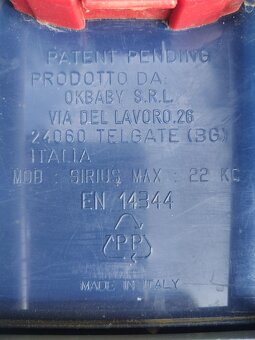 PATENT PENDING
PRODOTTO DA:
OKBABY S.R.L.
VIA DEL LAVORO,26
24060 TELGATE (BG)
ITALIA
MOD : SIRIUS MAX : 22 KG
EN 14344
PP
MADE IN ITALY